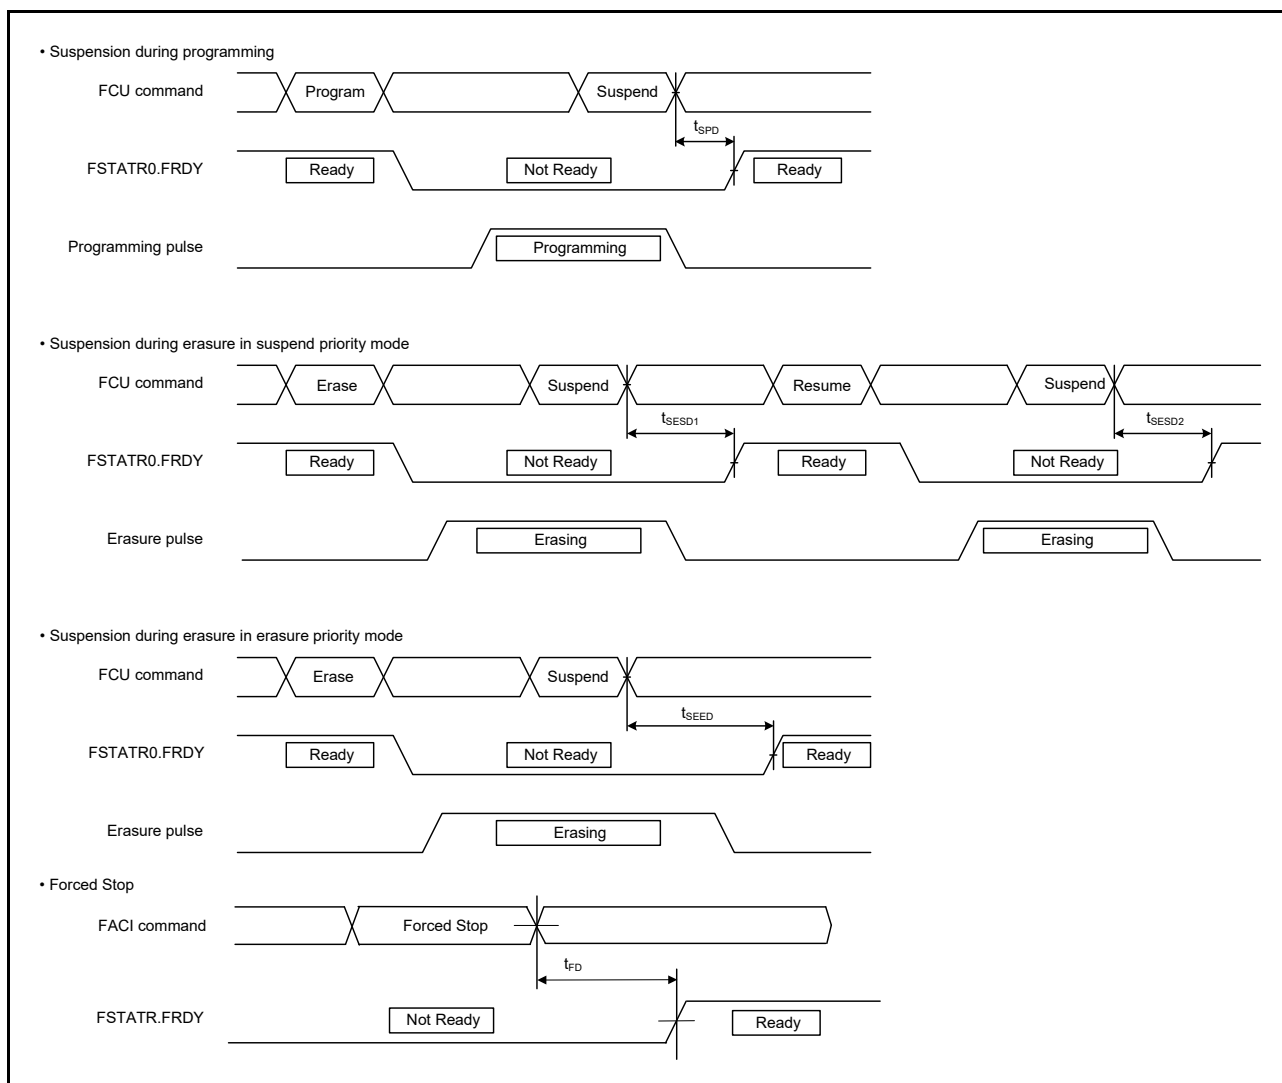 • Suspension during programming
FCU command Program Suspend
tSPD
FSTATR0.FRDY Ready Not Ready Ready
Programming pulse Programming
• Suspension during erasure in suspend priority mode
FCU command Erase Suspend Resume Suspend
tSESD1 tSESD2
FSTATR0.FRDY Ready Not Ready Ready Not Ready
Erasure pulse Erasing Erasing
• Suspension during erasure in erasure priority mode
FCU command Erase Suspend
tSEED
FSTATR0.FRDY Ready Not Ready Ready
Erasure pulse Erasing
• Forced Stop
FACI command Forced Stop
tFD
FSTATR.FRDY Not Ready Ready